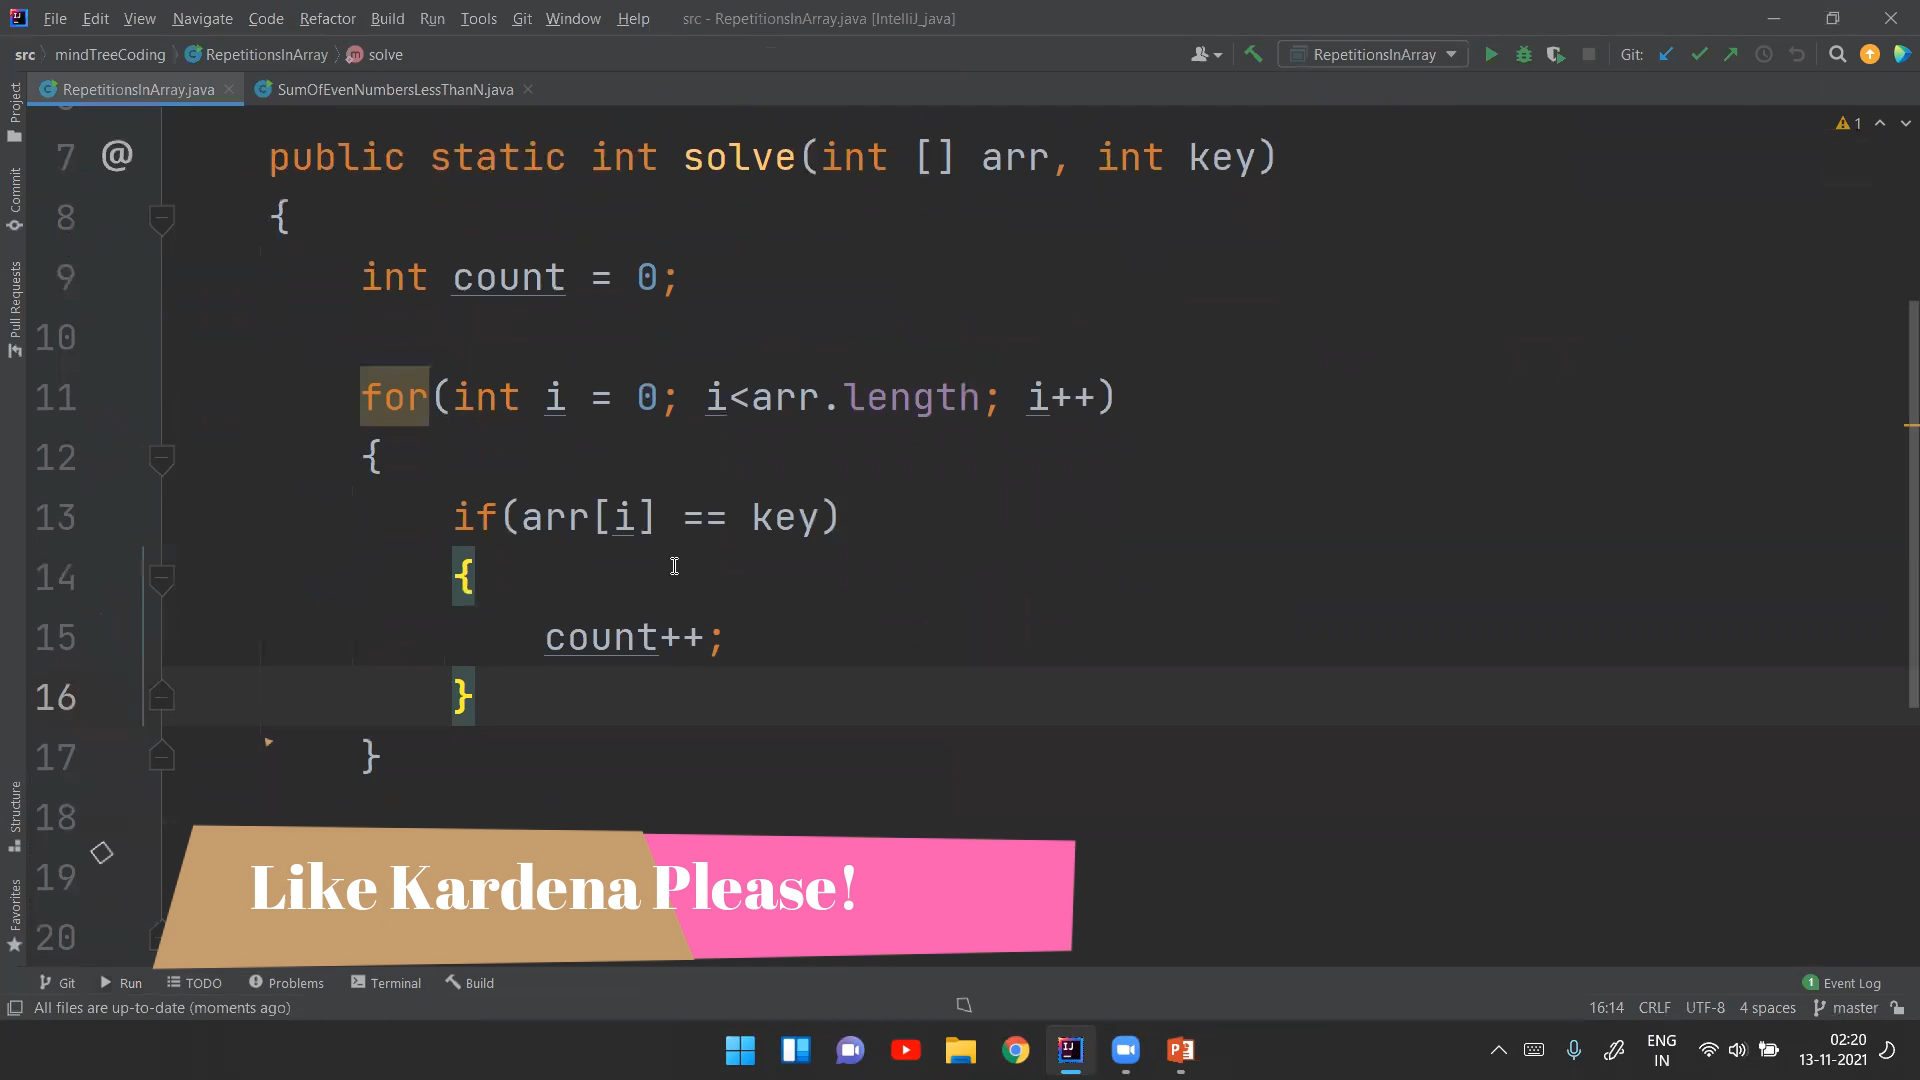 File Edit View Navigate Code Refactor Build Run Tools Git Window Help src - RepetitionsInArray.java [IntelliJ_java]
src mindTreeCoding RepetitionsInArray solve RepetitionsInArray Git:
RepetitionsInArray.java SumOfEvenNumbersLessThanN.java
Project
Commit
Pull Requests
Structure
Favorites
1
7 @ public static int solve(int [] arr, int key)
8 {
9 int count = 0;
10
11 for(int i = 0; i<arr.length; i++)
12 {
13 if(arr[i] == key)
14 {
15 count++;
16 }
17 }
18
19
20
Like Kardena Please!
Git Run TODO Problems Terminal Build 1 Event Log
All files are up-to-date (moments ago) 16:14 CRLF UTF-8 4 spaces master
ENG
IN
02:20
13-11-2021